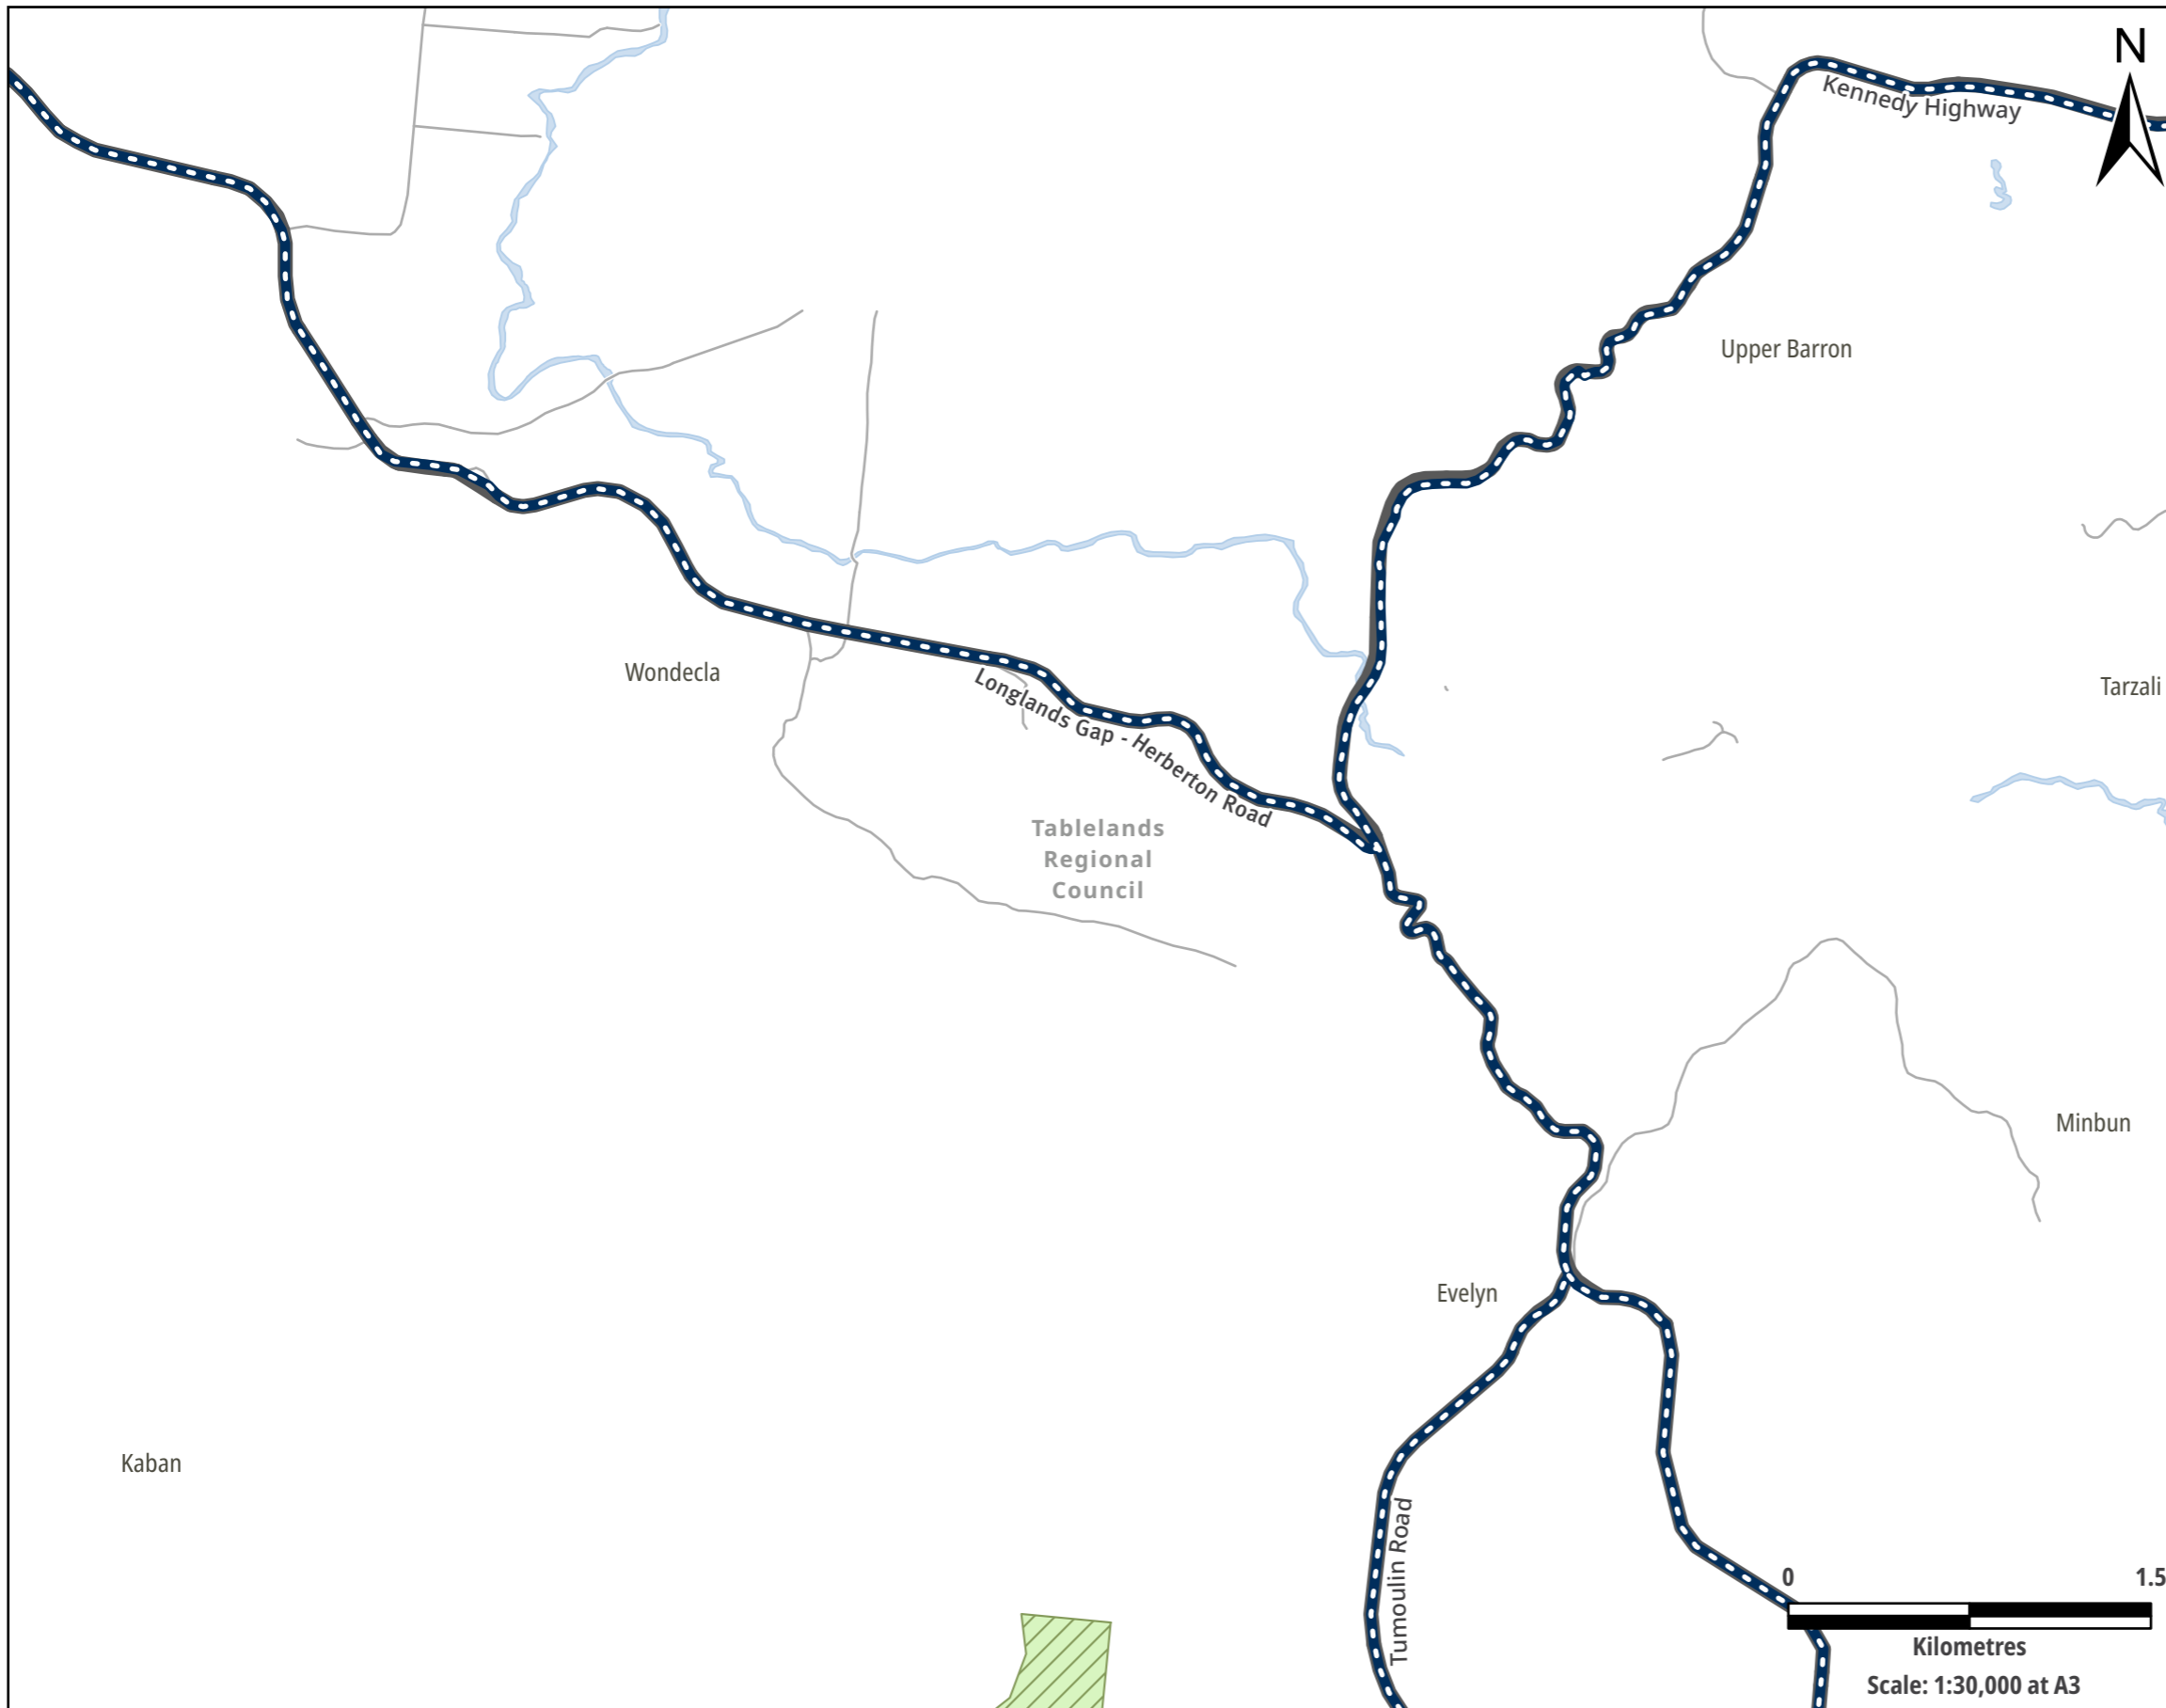 N
Kennedy Highway
Upper Barron
Wondecla
Longlands Gap - Herberton Road
Tarzali
Tablelands
Regional
Council
Minbun
Evelyn
Kaban
Tumoulin Road
0 1.5
Kilometres
Scale: 1:30,000 at A3